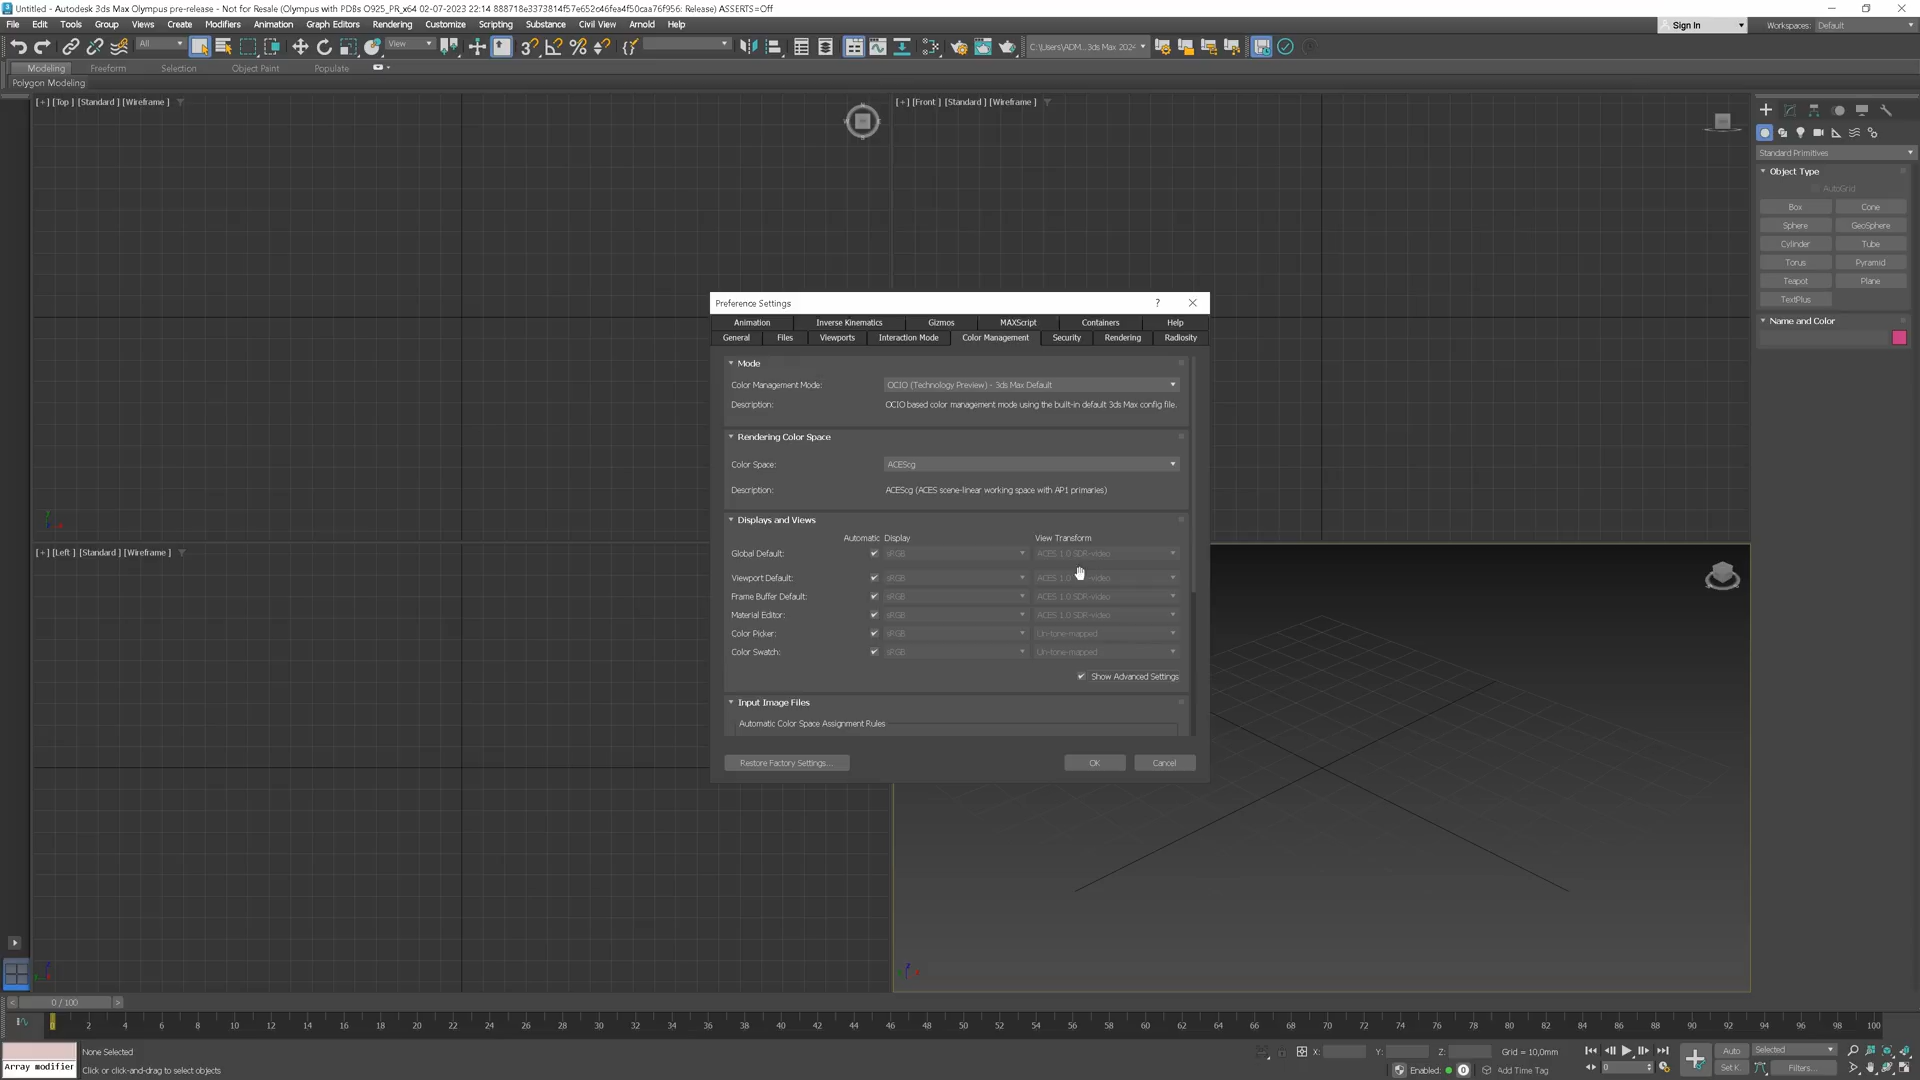 Untitled - Autodesk 3ds Max Olympus pre-release - Not for Resale (Olympus with PDBs O925_PR_x64 02-07-2023 22:14 888718e3373814f57e652c46fea4f50caa76f956: Release) ASSERTS=Off
File Edit Tools Group Views Create Modifiers Animation Graph Editors Rendering Customize Scripting Substance Civil View Arnold Help
Sign In Workspaces: Default
All View C:\Users\ADM...3ds Max 2024
Modeling Freeform Selection Object Paint Populate
Polygon Modeling
[+] [Top ] [Standard ] [Wireframe ]
[+] [Front ] [Standard ] [Wireframe ]
Standard Primitives
Object Type
AutoGrid
Box Cone
Sphere GeoSphere
Cylinder Tube
Torus Pyramid
Teapot Plane
TextPlus
Name and Color
Preference Settings
Animation Inverse Kinematics Gizmos MAXScript Containers Help
General Files Viewports Interaction Mode Color Management Security Rendering Radiosity
Mode
Color Management Mode: OCIO (Technology Preview) - 3ds Max Default
Description: OCIO based color management mode using the built-in default 3ds Max config file.
Rendering Color Space
Color Space: ACEScg
Description: ACEScg (ACES scene-linear working space with AP1 primaries)
Displays and Views
Automatic Display View Transform
Global Default: sRGB ACES 1.0 SDR-video
Viewport Default: sRGB ACES 1.0
Frame Buffer Default: sRGB ACES 1.0 SDR-video
Material Editor: sRGB ACES 1.0 SDR-video
Color Picker: sRGB Un-tone-mapped
Color Swatch: sRGB Un-tone-mapped
Show Advanced Settings
Input Image Files
Automatic Color Space Assignment Rules
Restore Factory Settings... OK Cancel
[+] [Left ] [Standard ] [Wireframe ]
< 0 / 100 >
0 2 4 6 8 10 12 14 16 18 20 22 24 26 28 30 32 34 36 38 40 42 44 46 48 50 52 54 56 58 60 62 64 66 68 70 72 74 76 78 80 82 84 86 88 90 92 94 96 98 100
None Selected
X: Y: Z: Grid = 10,0mm
Auto Selected
Array modifier
Click or click-and-drag to select objects
Enabled: 0 Add Time Tag
0
Set K Filters...